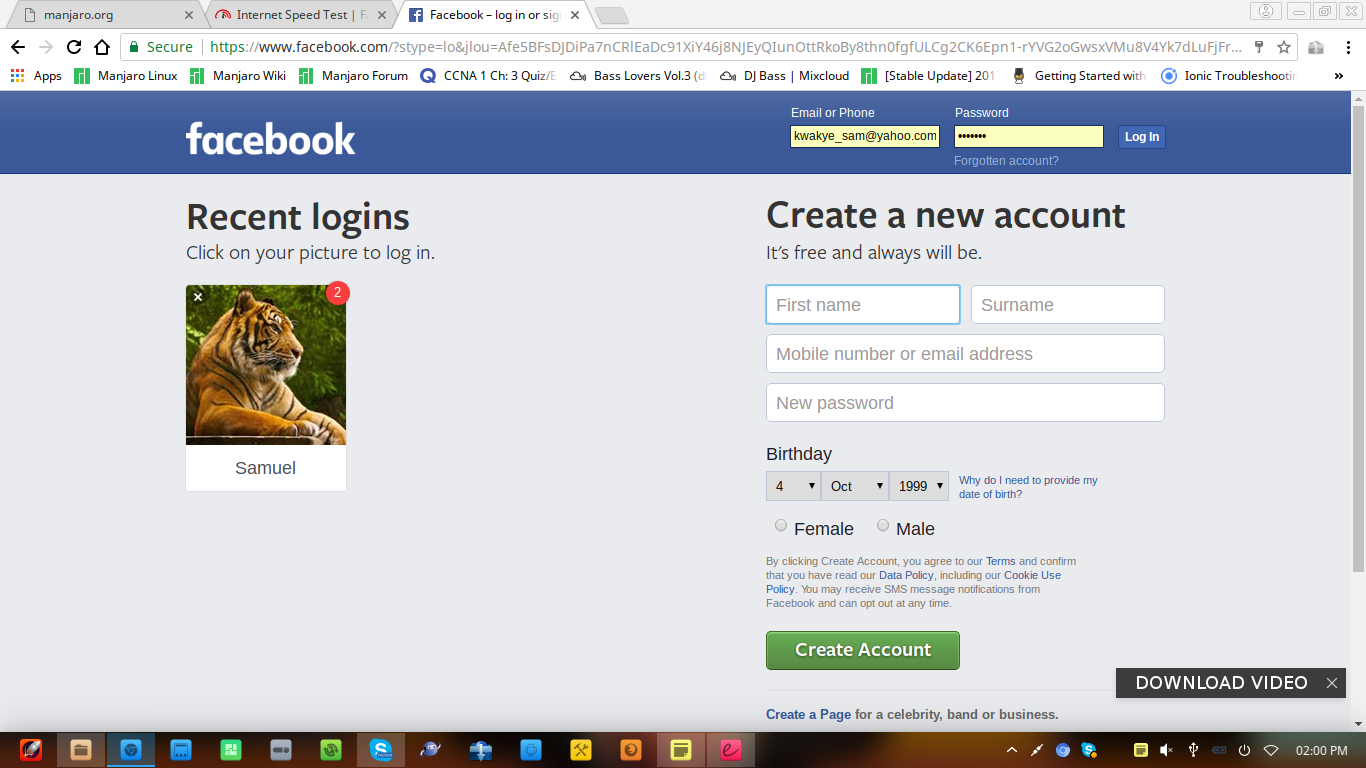 manjaro.org
Internet Speed Test | F
Facebook – log in or sig
Secure
https://www.facebook.com/?stype=lo&jlou=Afe5BFsDJDiPa7nCRlEaDc91XiY46j8NJEyQIunOttRkoBy8thn0fgfULCg2CK6Epn1-rYVG2oGwsxVMu8V4Yk7dLuFjFr...
Apps
Manjaro Linux
Manjaro Wiki
Manjaro Forum
CCNA 1 Ch: 3 Quiz/E
Bass Lovers Vol.3 (d
DJ Bass | Mixcloud
[Stable Update] 201
Getting Started with
Ionic Troubleshootin
»
facebook
Email or Phone
Password
kwakye_sam@yahoo.com
•••••••
Log In
Forgotten account?
Recent logins
Click on your picture to log in.
2
Samuel
Create a new account
It's free and always will be.
First name
Surname
Mobile number or email address
New password
Birthday
4
Oct
1999
Why do I need to provide my
date of birth?
Female
Male
By clicking Create Account, you agree to our Terms and confirm
that you have read our Data Policy, including our Cookie Use
Policy. You may receive SMS message notifications from
Facebook and can opt out at any time.
Create Account
DOWNLOAD VIDEO
Create a Page for a celebrity, band or business.
02:00 PM